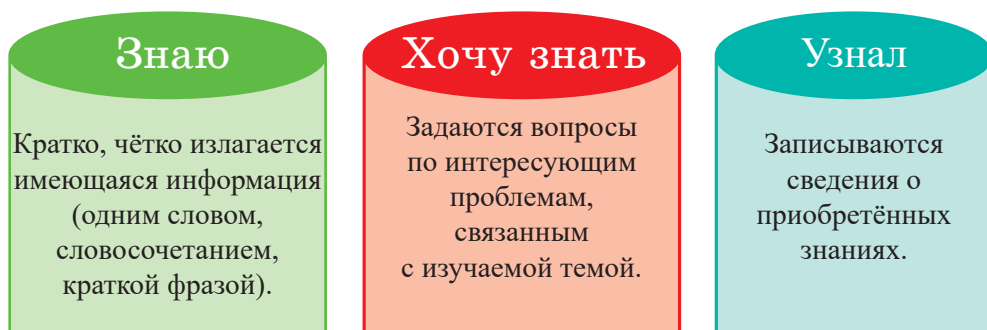 Знаю
Кратко, чётко излагается
имеющаяся информация
(одним словом,
словосочетанием,
краткой фразой).
Хочу знать
Задаются вопросы
по интересующим
проблемам,
связанным
с изучаемой темой.
Узнал
Записываются
сведения о
приобретённых
знаниях.